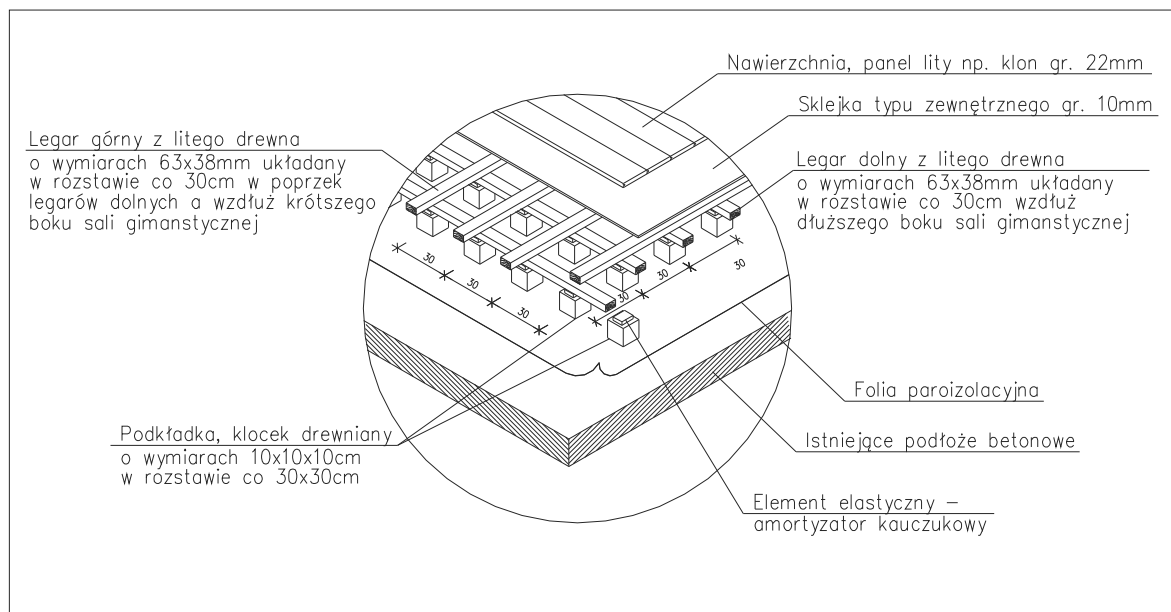 Nawierzchnia, panel lity np. klon gr. 22mm
Sklejka typu zewnętrznego gr. 10mm
Legar górny z litego drewna
o wymiarach 63x38mm układany
w rozstawie co 30cm w poprzek
legarów dolnych a wzdłuż krótszego
boku sali gimanstycznej
Legar dolny z litego drewna
o wymiarach 63x38mm układany
w rozstawie co 30cm wzdłuż
dłuższego boku sali gimanstycznej
30
30
30
30
30
30
Folia paroizolacyjna
Podkładka, klocek drewniany
o wymiarach 10x10x10cm
w rozstawie co 30x30cm
Istniejące podłoże betonowe
Element elastyczny –
amortyzator kauczukowy